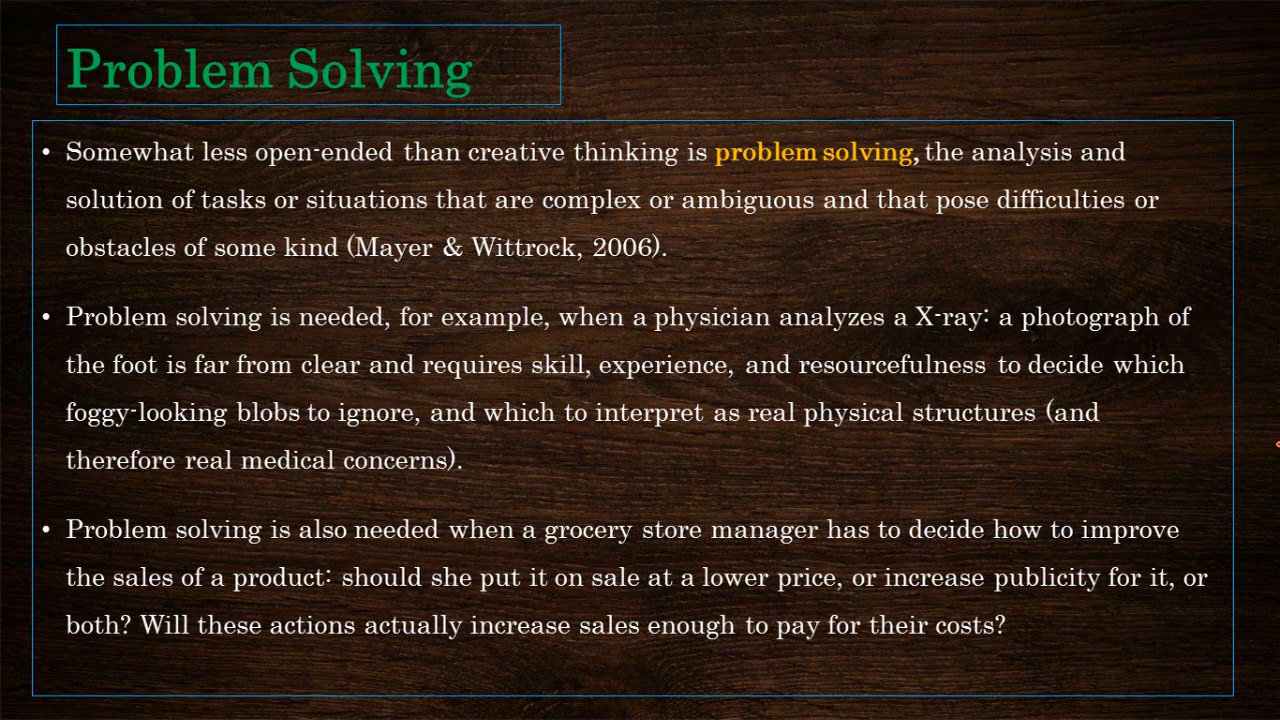 Problem Solving
• Somewhat less open-ended than creative thinking is problem solving, the analysis and
solution of tasks or situations that are complex or ambiguous and that pose difficulties or
obstacles of some kind (Mayer & Wittrock, 2006).
• Problem solving is needed, for example, when a physician analyzes a X-ray: a photograph of
the foot is far from clear and requires skill, experience, and resourcefulness to decide which
foggy-looking blobs to ignore, and which to interpret as real physical structures (and
therefore real medical concerns).
• Problem solving is also needed when a grocery store manager has to decide how to improve
the sales of a product: should she put it on sale at a lower price, or increase publicity for it, or
both? Will these actions actually increase sales enough to pay for their costs?